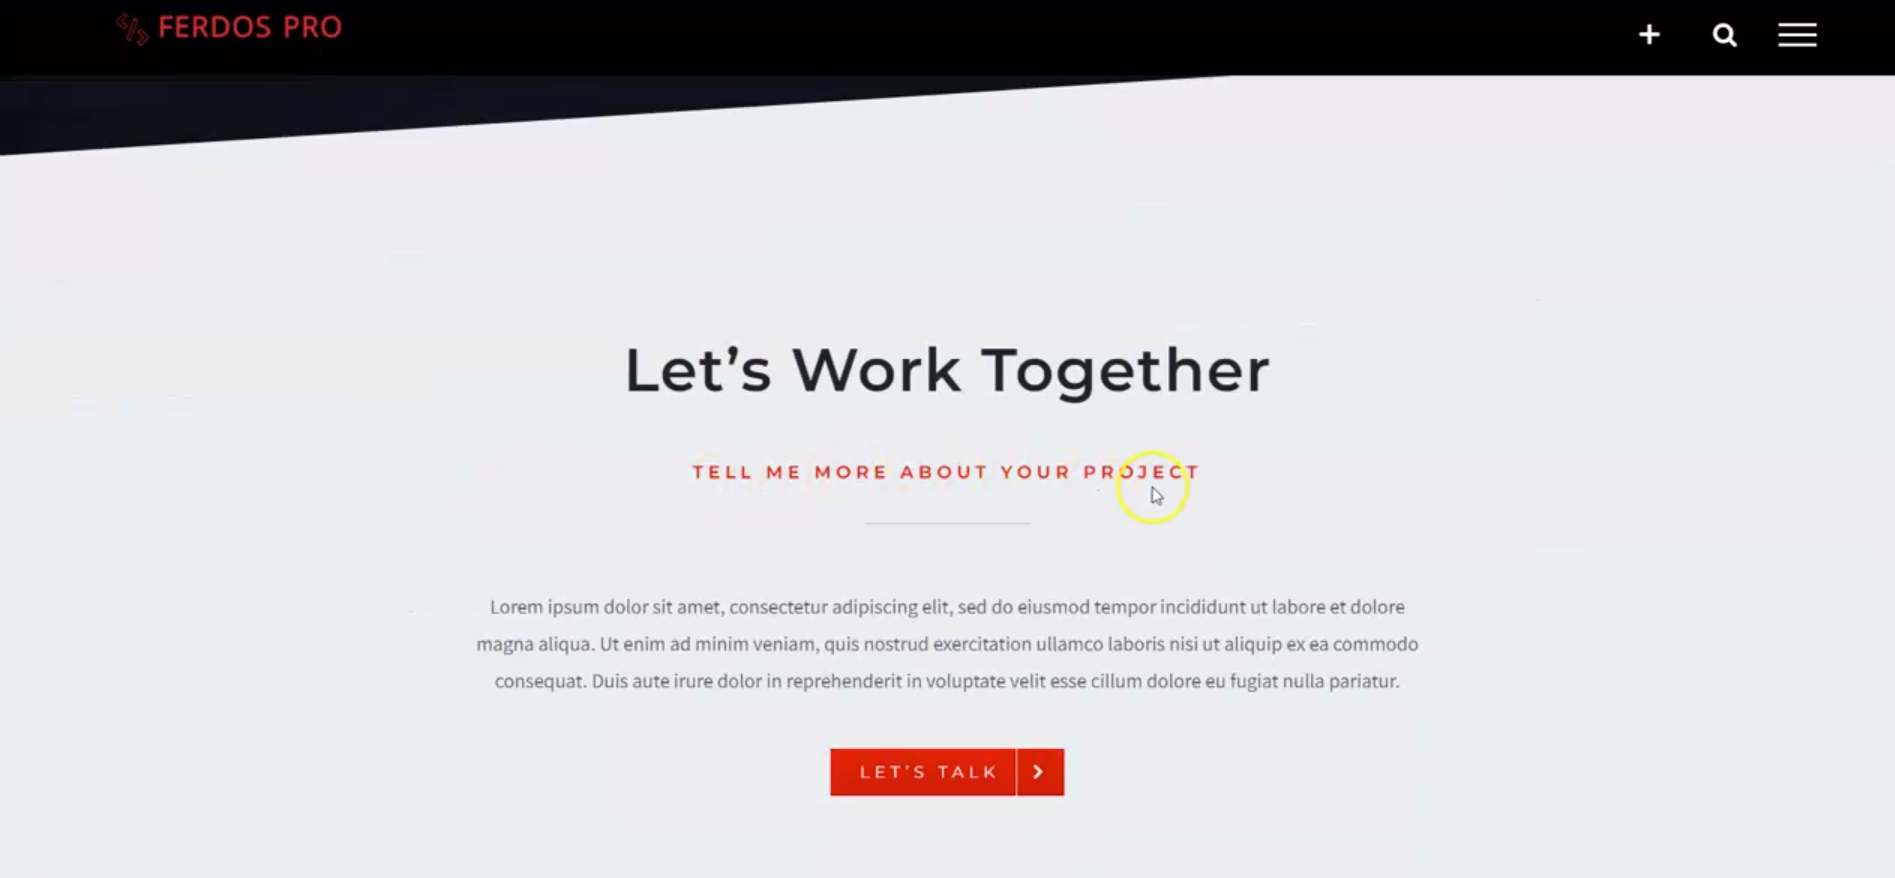 FERDOS PRO
Let’s Work Together
TELL ME MORE ABOUT YOUR PROJECT
Lorem ipsum dolor sit amet, consectetur adipiscing elit, sed do eiusmod tempor incididunt ut labore et dolore
magna aliqua. Ut enim ad minim veniam, quis nostrud exercitation ullamco laboris nisi ut aliquip ex ea commodo
consequat. Duis aute irure dolor in reprehenderit in voluptate velit esse cillum dolore eu fugiat nulla pariatur.
LET’S TALK